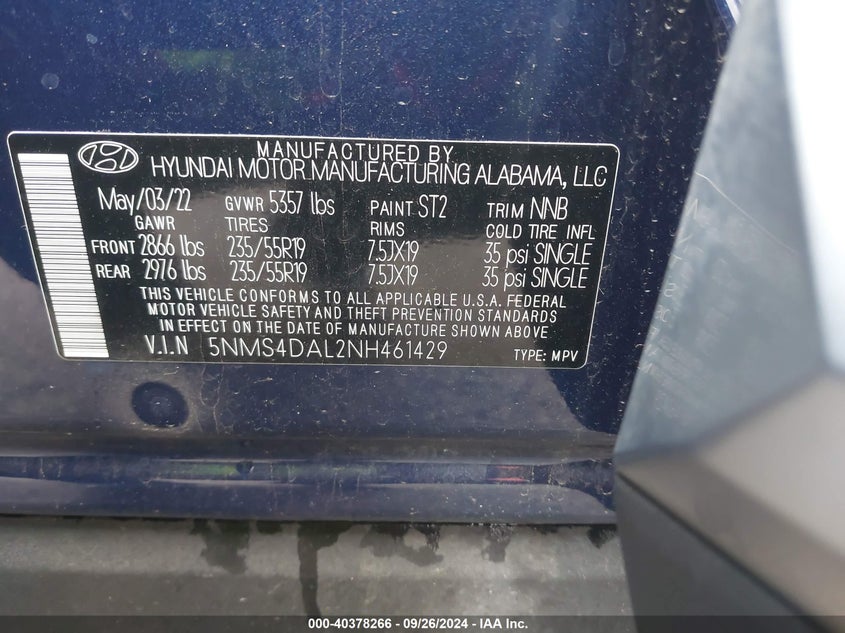 MANUFACTURED BY
HYUNDAI MOTOR MANUFACTURING ALABAMA, LLC
May/03/22 GVWR 5357 lbs PAINT ST2 TRIM NNB
GAWR TIRES RIMS COLD TIRE INFL
FRONT 2866 lbs 235/55R19 7.5JX19 35 psi SINGLE
REAR 2976 lbs 235/55R19 7.5JX19 35 psi SINGLE
THIS VEHICLE CONFORMS TO ALL APPLICABLE U.S.A. FEDERAL
MOTOR VEHICLE SAFETY AND THEFT PREVENTION STANDARDS
IN EFFECT ON THE DATE OF MANUFACTURE SHOWN ABOVE
V.I.N 5NMS4DAL2NH461429 TYPE: MPV
000-40378266 - 09/26/2024 - IAA Inc.